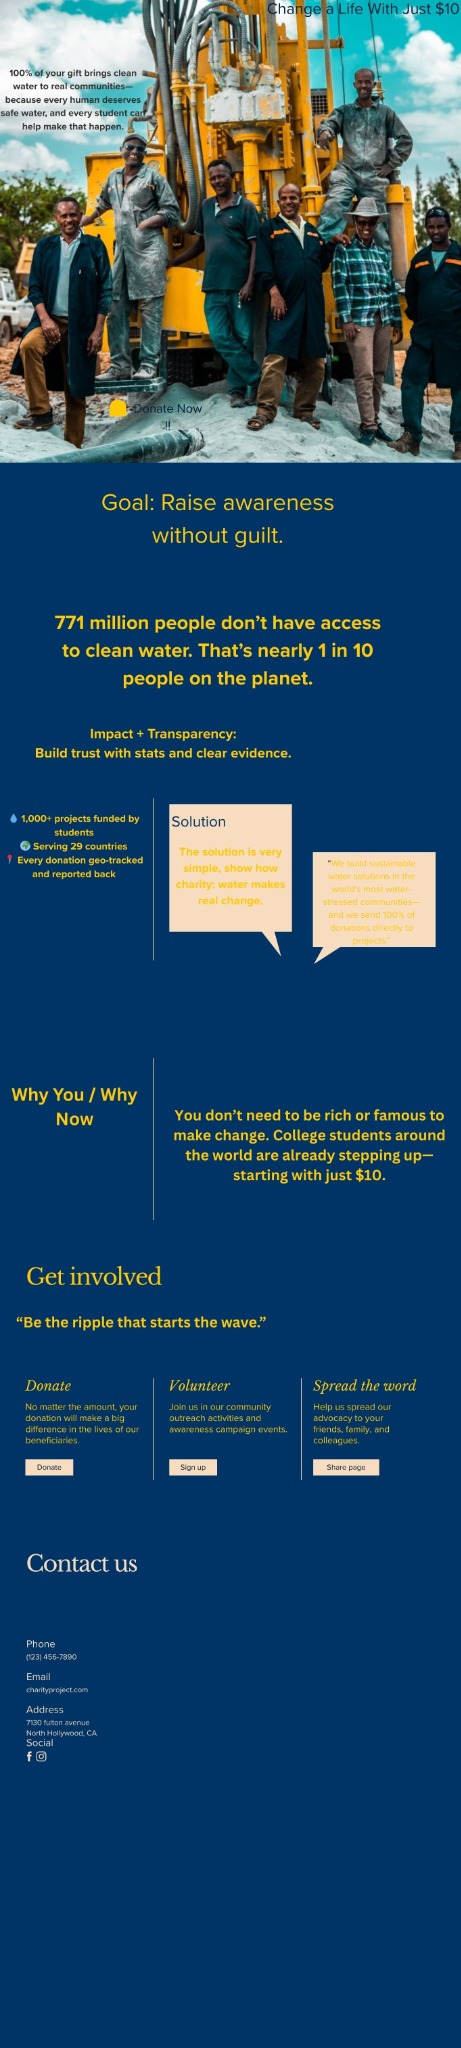 Change a Life With Just $10
100% of your gift brings clean
water to real communities—
because every human deserves
safe water, and every student can
help make that happen.
Donate Now
!!
Goal: Raise awareness
without guilt.
771 million people don’t have access
to clean water. That’s nearly 1 in 10
people on the planet.
Impact + Transparency:
Build trust with stats and clear evidence.
💧 1,000+ projects funded by
students
🌍 Serving 29 countries
📍 Every donation geo-tracked
and reported back
Solution
The solution is very
simple, show how
charity: water makes
real change.
“We build sustainable
water solutions in the
world’s most water-
stressed communities—
and we send 100% of
donations directly to
projects.”
Why You / Why
Now
You don’t need to be rich or famous to
make change. College students around
the world are already stepping up—
starting with just $10.
Get involved
“Be the ripple that starts the wave.”
Donate
No matter the amount, your
donation will make a big
difference in the lives of our
beneficiaries.
Donate
Volunteer
Join us in our community
outreach activities and
awareness campaign events.
Sign up
Spread the word
Help us spread our
advocacy to your
friends, family, and
colleagues.
Share page
Contact us
Phone
(123) 456-7890
Email
charityproject.com
Address
7130 fulton avenue
North Hollywood, CA
Social